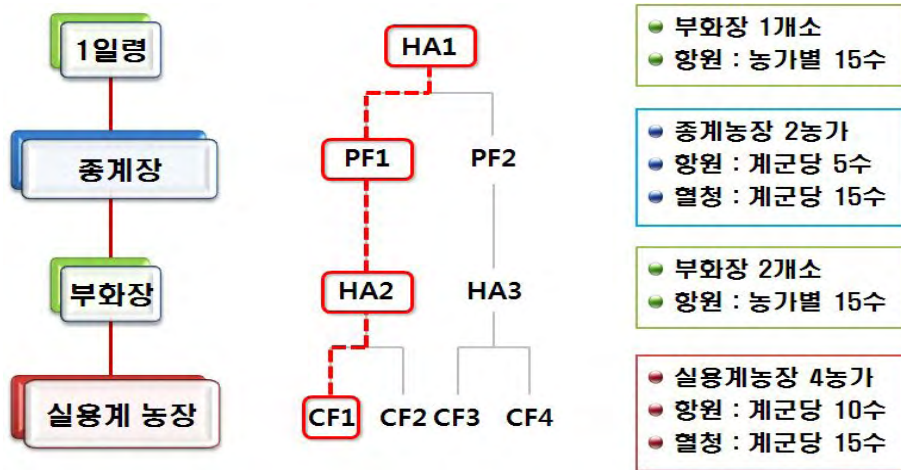 1일령
종계장
부화장
실용계 농장
HA1
PF1 PF2
HA2 HA3
CF1 CF2 CF3 CF4
부화장 1개소
항원 : 농가별 15수
종계농장 2농가
항원 : 계군당 5수
혈청 : 계군당 15수
부화장 2개소
항원 : 농가별 15수
실용계농장 4농가
항원 : 계군당 10수
혈청 : 계군당 15수